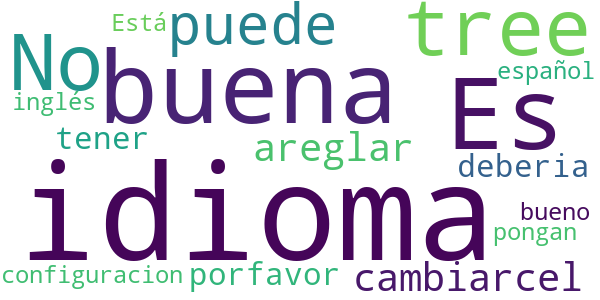 Está puede tree
No buena Es español
inglés
tener areglar deberia
idioma bueno
pongan
configuracion porfavor cambiarcel